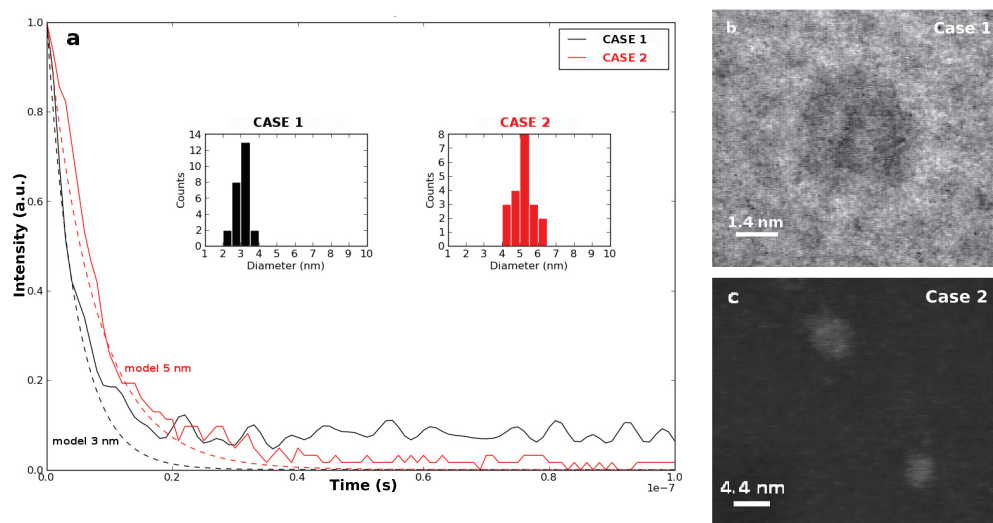 a
CASE 1
CASE 2
Intensity (a.u.)
1.0
0.8
0.6
0.4
0.2
0.0
CASE 1
Counts
14
12
10
8
6
4
2
0
1 2 3 4 5 6 7 8 9 10
Diameter (nm)
CASE 2
Counts
8
7
6
5
4
3
2
1
0
1 2 3 4 5 6 7 8 9 10
Diameter (nm)
model 5 nm
model 3 nm
0.0 0.2 0.4 0.6 0.8 1.0
Time (s)
1e−7
b
Case 1
1.4 nm
c
Case 2
4.4 nm